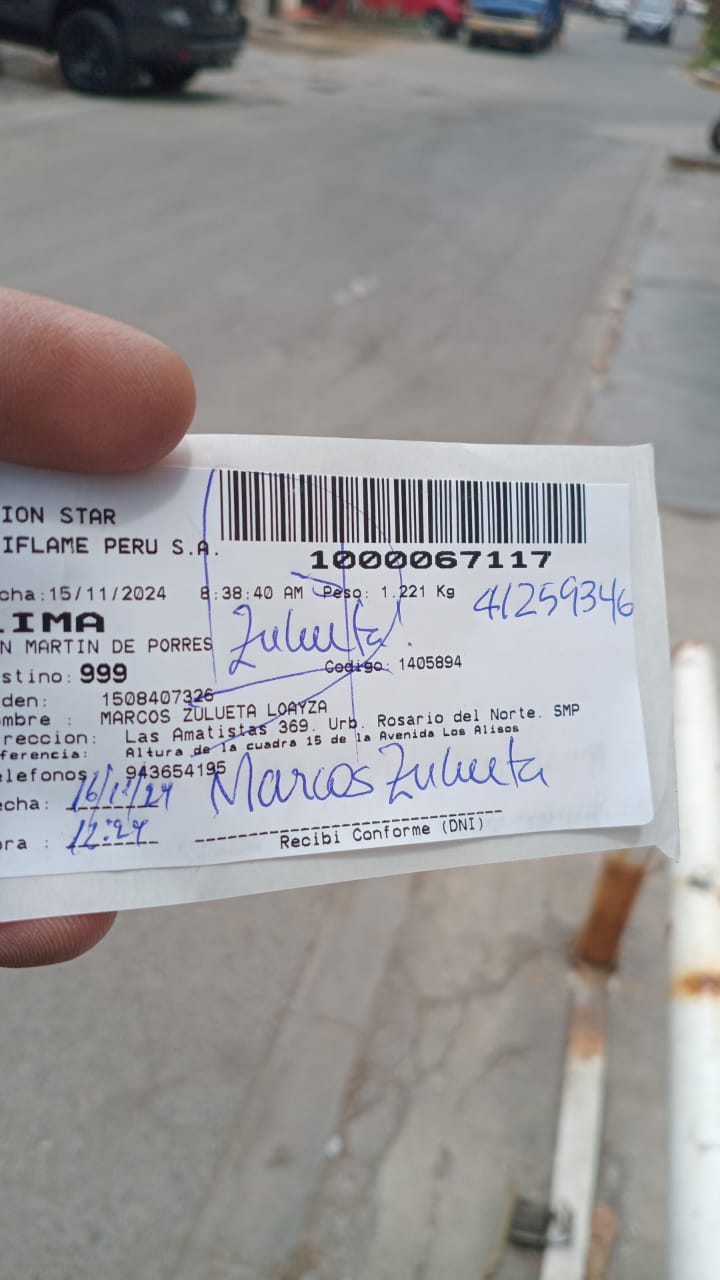 ION STAR
IFLAME PERU S.A.
1000067117
cha:15/11/2024 8:38:40 AM Peso: 1.221 Kg
41259346
LIMA
N MARTIN DE PORRES
Zulueta
stino: 999
Codigo: 1405894
den: 1508407326
mbre : MARCOS ZULUETA LOAYZA
reccion: Las Amatistas 369. Urb. Rosario del Norte. SMP
ferencia: Altura de la cuadra 15 de la Avenida Los Alisos
elefonos: 943654195
echa: 16/11/24
Marcos Zulueta
ora : 12:24
Recibi Conforme (DNI)